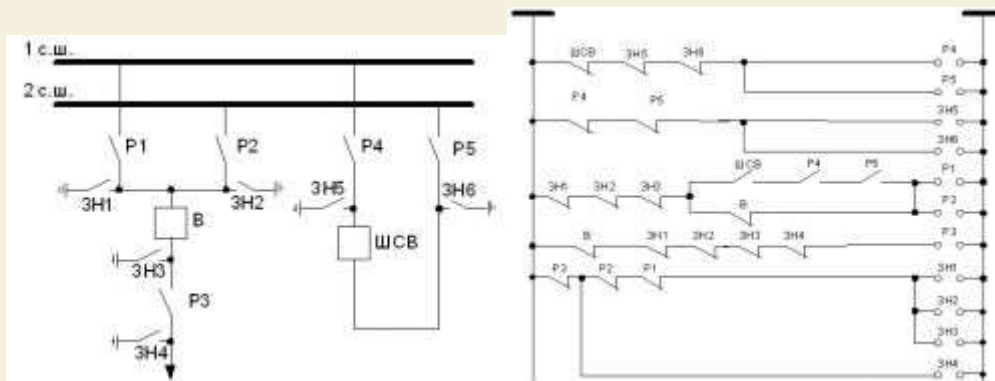 1 с.ш.
2 с.ш.
Р1
Р2
Р4
Р5
ЗН1
ЗН2
ЗН5
ЗН6
В
ШСВ
ЗН3
Р3
ЗН4
ШСВ ЗН5 ЗН6 Р4
Р5
Р4 Р5 ЗН5
ЗН6
ШСВ Р4 Р5 Р1
ЗН2 ЗН3
В Р2
В ЗН1 ЗН2 ЗН3 ЗН4 Р3
Р3 Р2 Р1 ЗН1
ЗН2
ЗН3
ЗН4